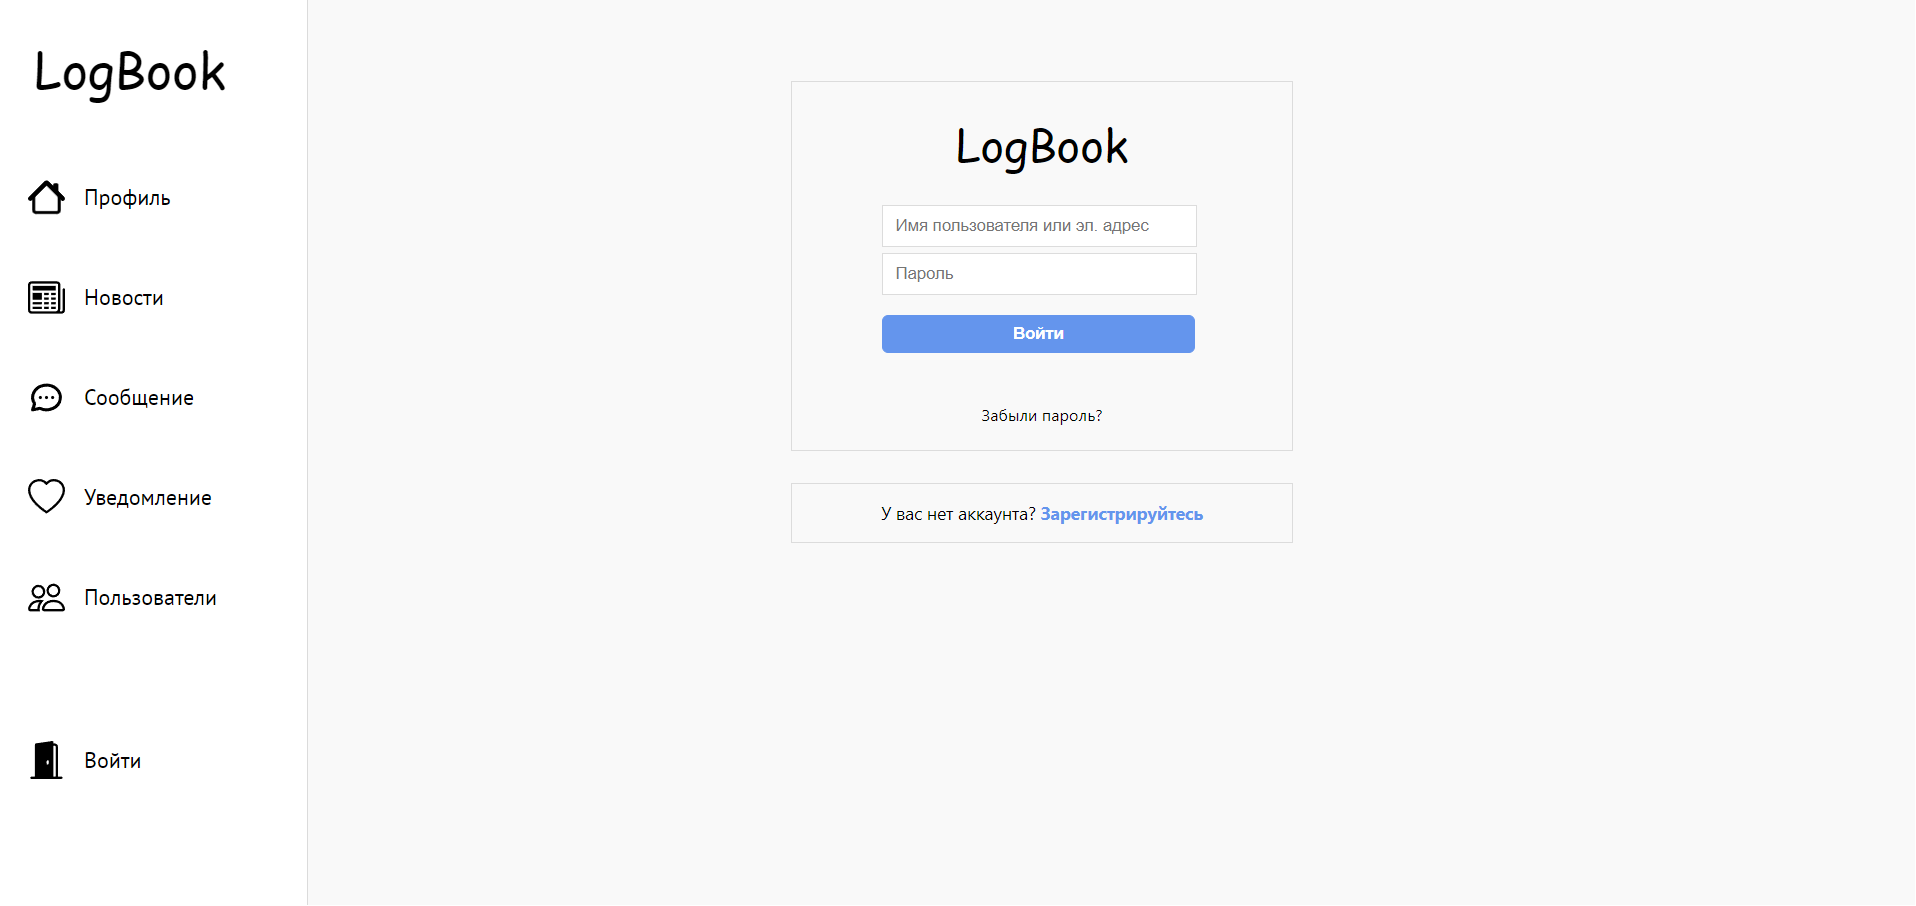 LogBook
Профиль
Новости
Сообщение
Уведомление
Пользователи
Войти
LogBook
Имя пользователя или эл. адрес
Пароль
Войти
Забыли пароль?
У вас нет аккаунта? Зарегистрируйтесь